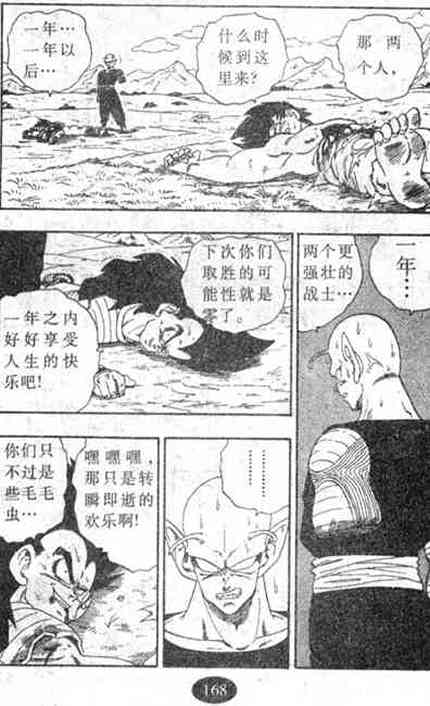 那两
个人，
什么时
候到这
里来？
一年…
一年以
后…
一年…
两个更
强壮的
战士…
下次你们
取胜的可
能性就是
零了。
一年之内
好好享受
人生的快
乐吧！
………
………
嘿嘿嘿，
那只是转
瞬即逝的
欢乐啊！
你们只
不过是
些毛毛
虫…
168